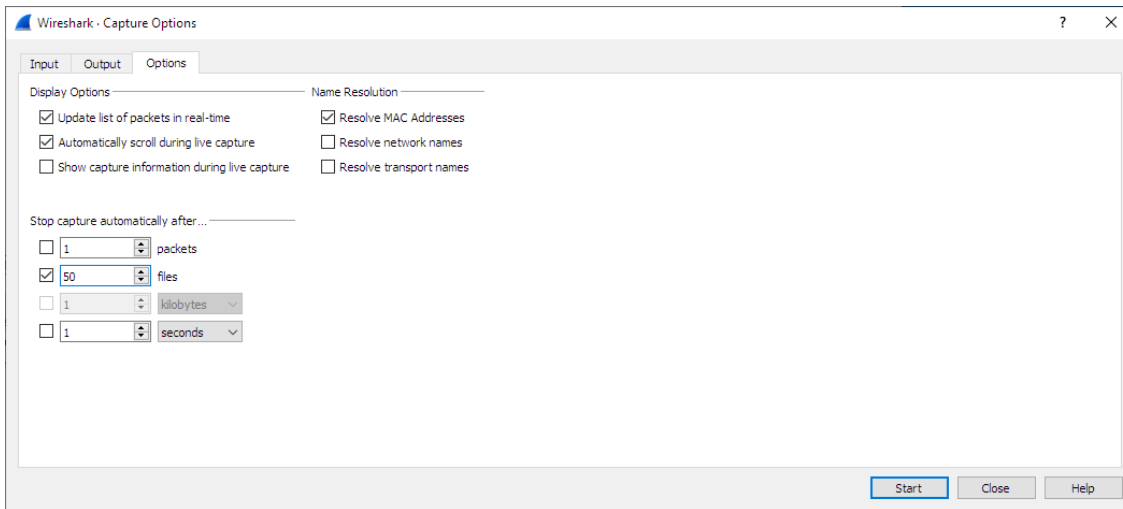 Wireshark · Capture Options
Input Output Options
Display Options
Update list of packets in real-time
Automatically scroll during live capture
Show capture information during live capture
Name Resolution
Resolve MAC Addresses
Resolve network names
Resolve transport names
Stop capture automatically after...
1 packets
50 files
1 kilobytes
1 seconds
Start Close Help